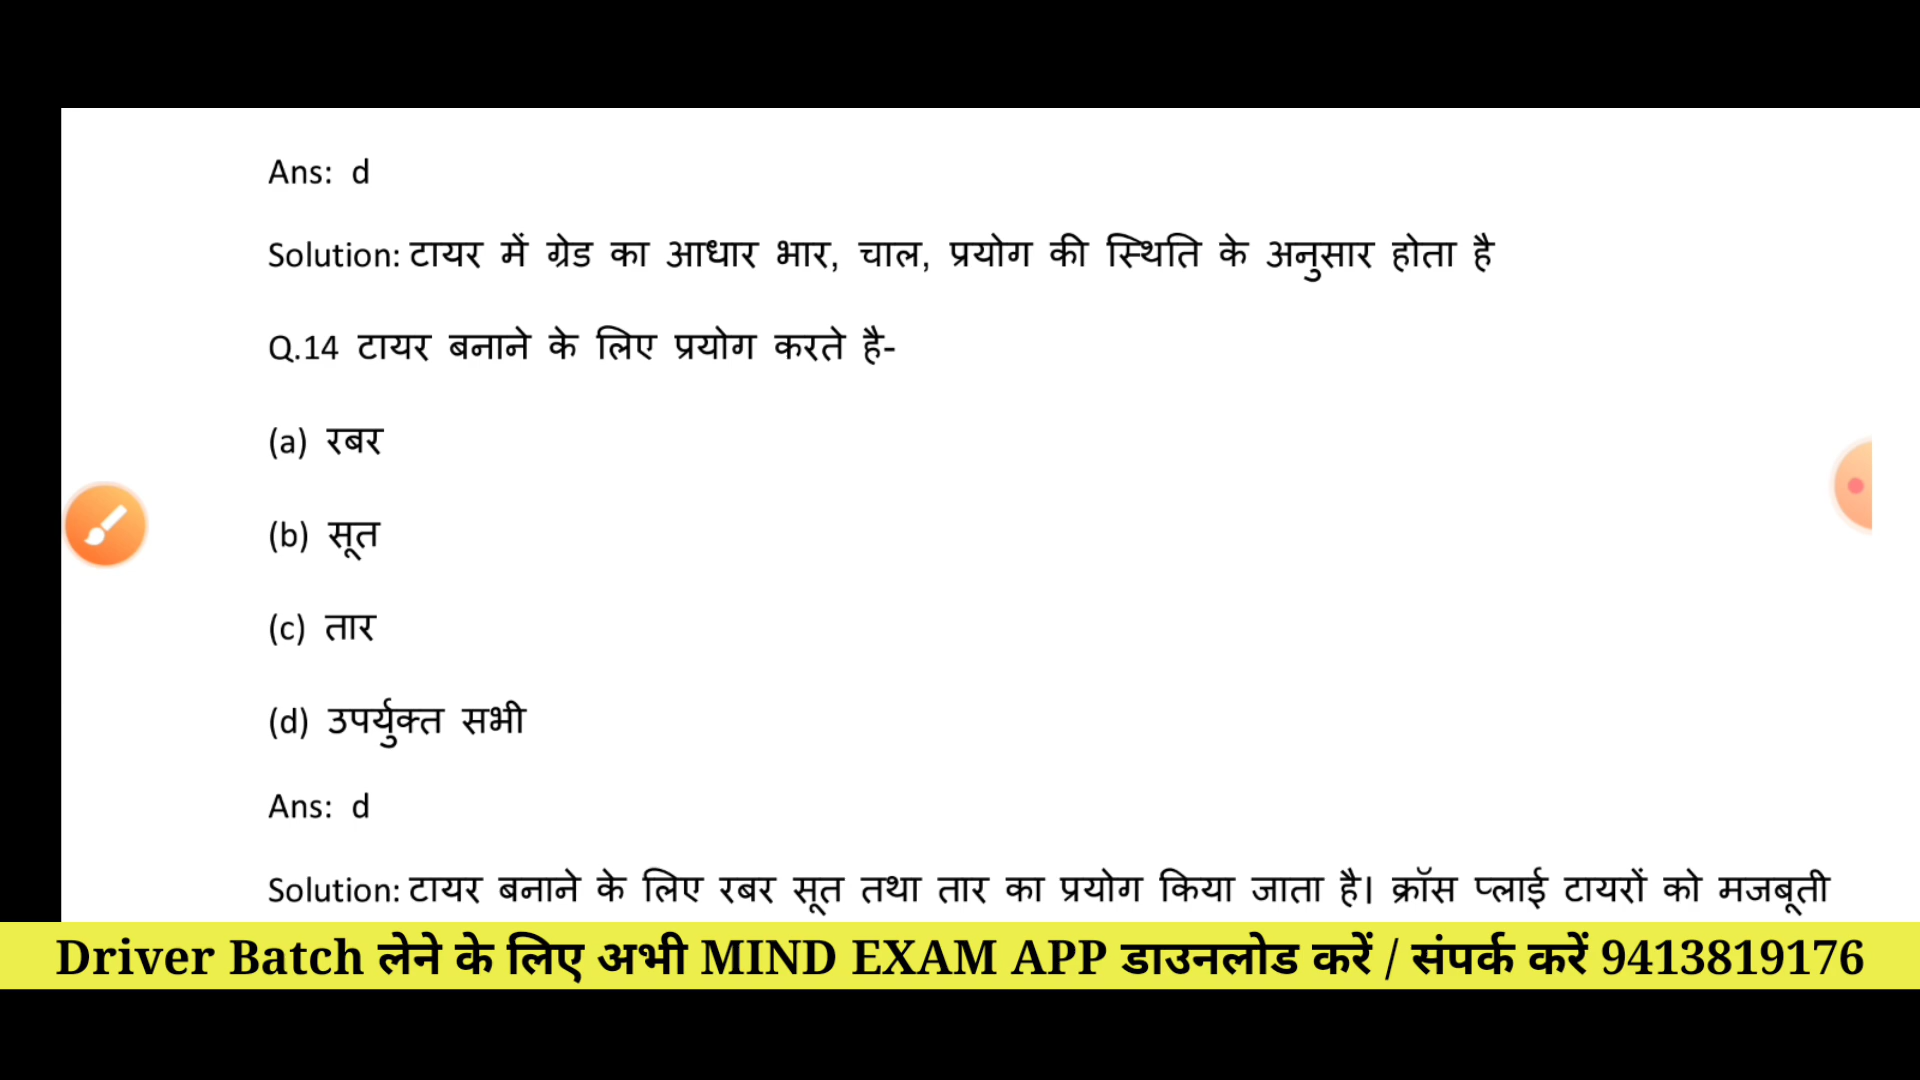 Ans: d
Solution: टायर में ग्रेड का आधार भार, चाल, प्रयोग की स्थिति के अनुसार होता है
Q.14 टायर बनाने के लिए प्रयोग करते है-
(a) रबर
(b) सूत
(c) तार
(d) उपर्युक्त सभी
Ans: d
Solution: टायर बनाने के लिए रबर सूत तथा तार का प्रयोग किया जाता है। क्रॉस प्लाई टायरों को मजबूती
Driver Batch लेने के लिए अभी MIND EXAM APP डाउनलोड करें / संपर्क करें 9413819176